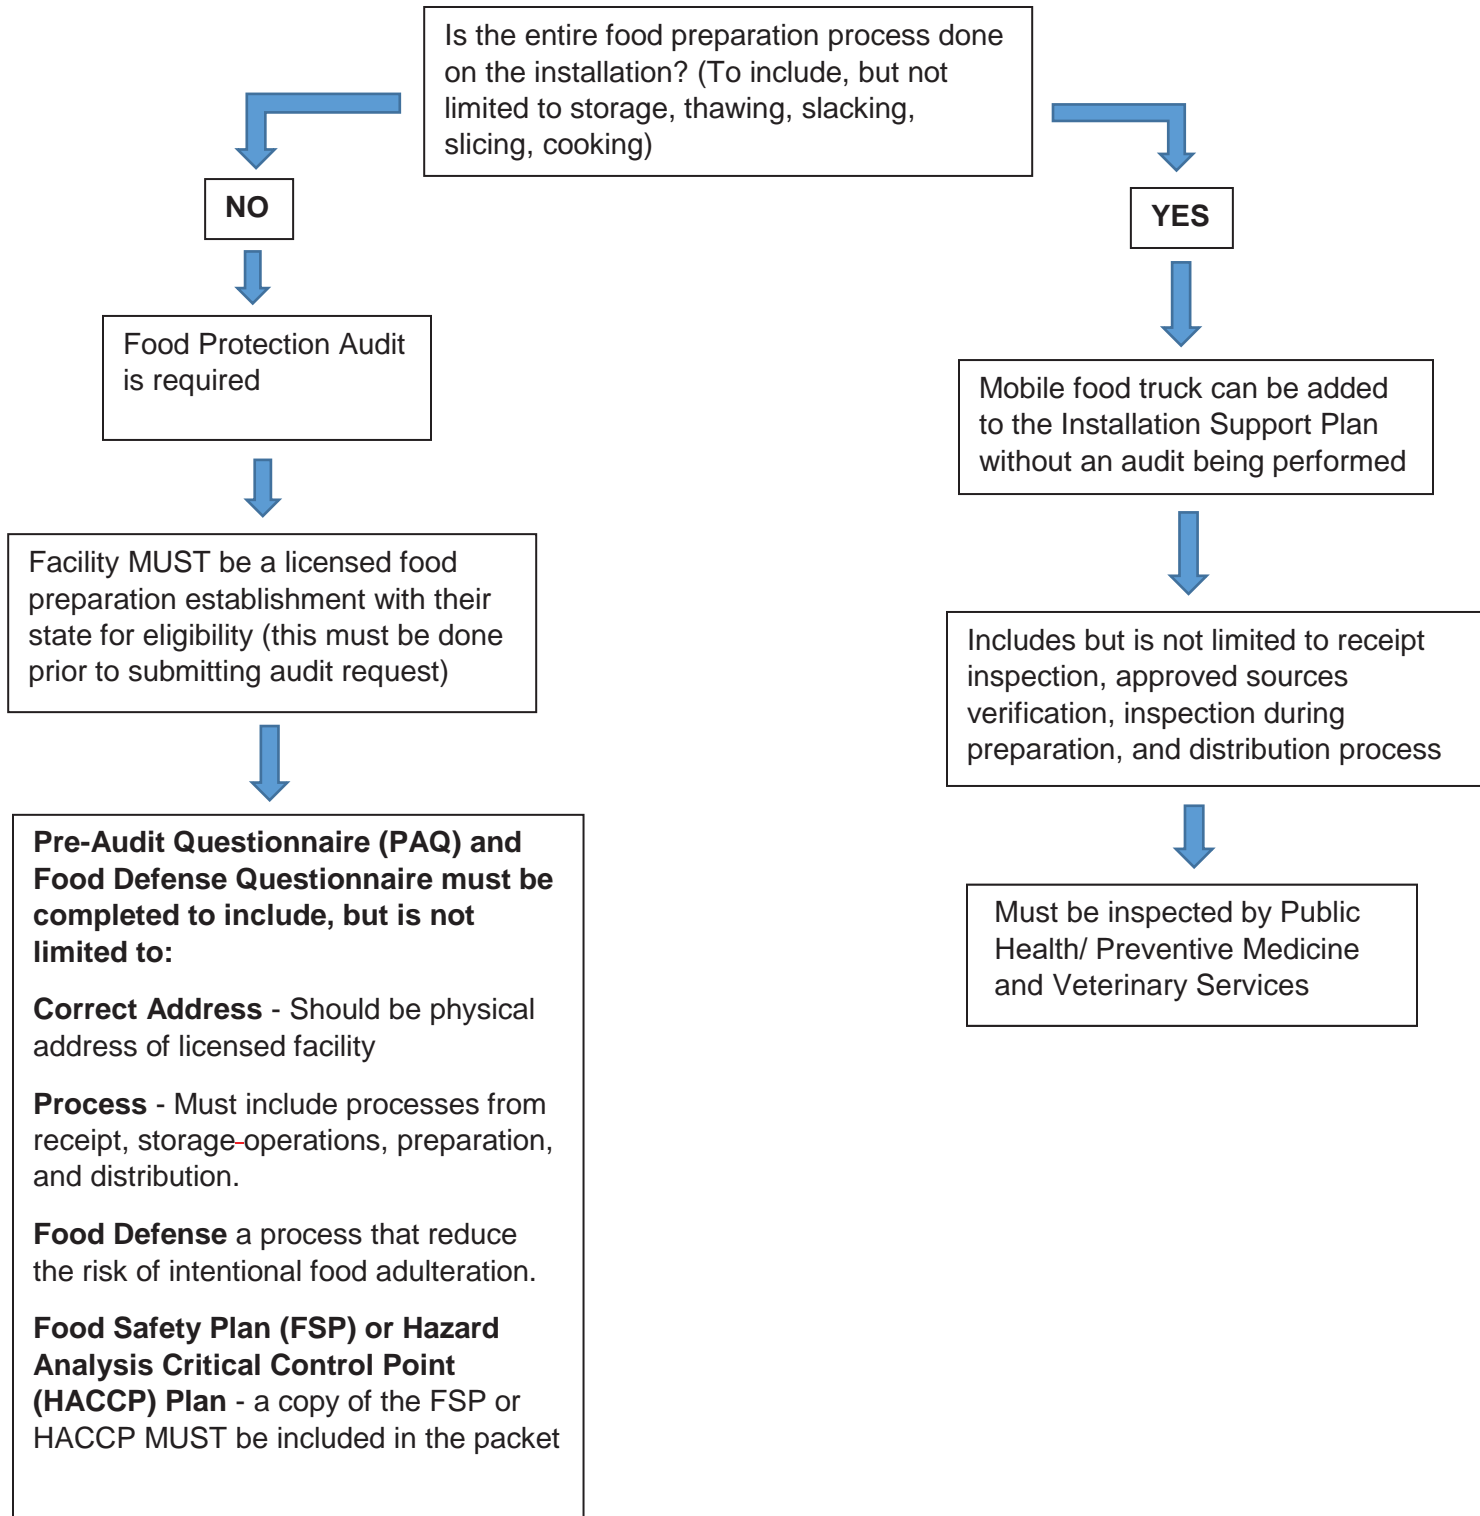 Is the entire food preparation process done
on the installation? (To include, but not
limited to storage, thawing, slacking,
slicing, cooking)
NO
Food Protection Audit
is required
Facility MUST be a licensed food
preparation establishment with their
state for eligibility (this must be done
prior to submitting audit request)
Pre-Audit Questionnaire (PAQ) and
Food Defense Questionnaire must be
completed to include, but is not
limited to:
Correct Address - Should be physical
address of licensed facility
Process - Must include processes from
receipt, storage-operations, preparation,
and distribution.
Food Defense a process that reduce
the risk of intentional food adulteration.
Food Safety Plan (FSP) or Hazard
Analysis Critical Control Point
(HACCP) Plan - a copy of the FSP or
HACCP MUST be included in the packet
YES
Mobile food truck can be added
to the Installation Support Plan
without an audit being performed
Includes but is not limited to receipt
inspection, approved sources
verification, inspection during
preparation, and distribution process
Must be inspected by Public
Health/ Preventive Medicine
and Veterinary Services